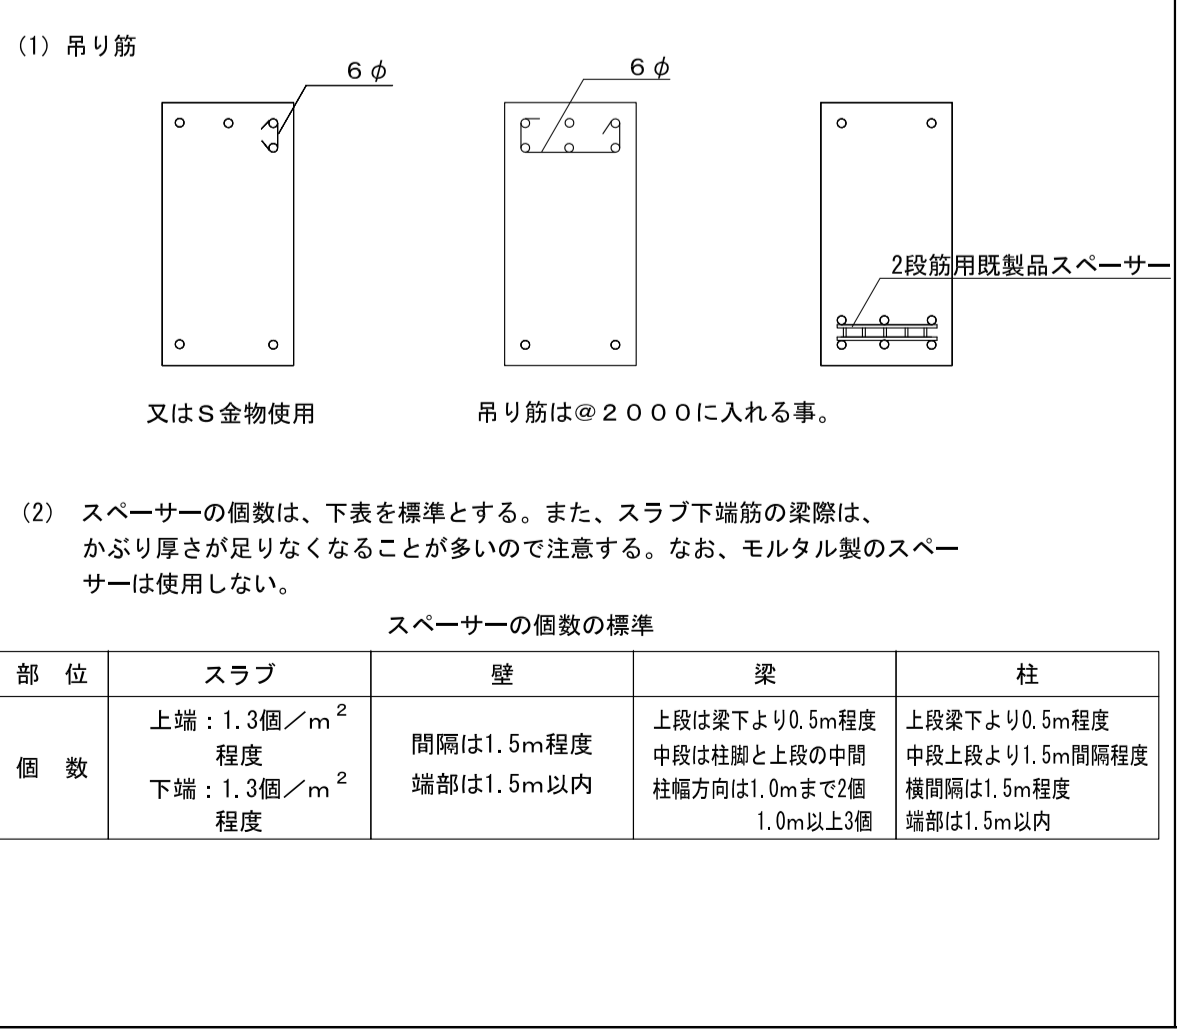 (1) 吊り筋
6φ
6φ
2段筋用既製品スペーサー
又はS金物使用
吊り筋は@2000に入れる事。
(2) スペーサーの個数は、下表を標準とする。また、スラブ下端筋の梁際は、
かぶり厚さが足りなくなることが多いので注意する。なお、モルタル製のスペー
サーは使用しない。
スペーサーの個数の標準
部 位 スラブ 壁 梁 柱
個 数
上端：1.3個／m²
程度
下端：1.3個／m²
程度
間隔は1.5m程度
端部は1.5m以内
上段は梁下より0.5m程度
中段は柱脚と上段の中間
柱幅方向は1.0mまで2個
1.0m以上3個
上段梁下より0.5m程度
中段上段より1.5m間隔程度
横間隔は1.5m程度
端部は1.5m以内